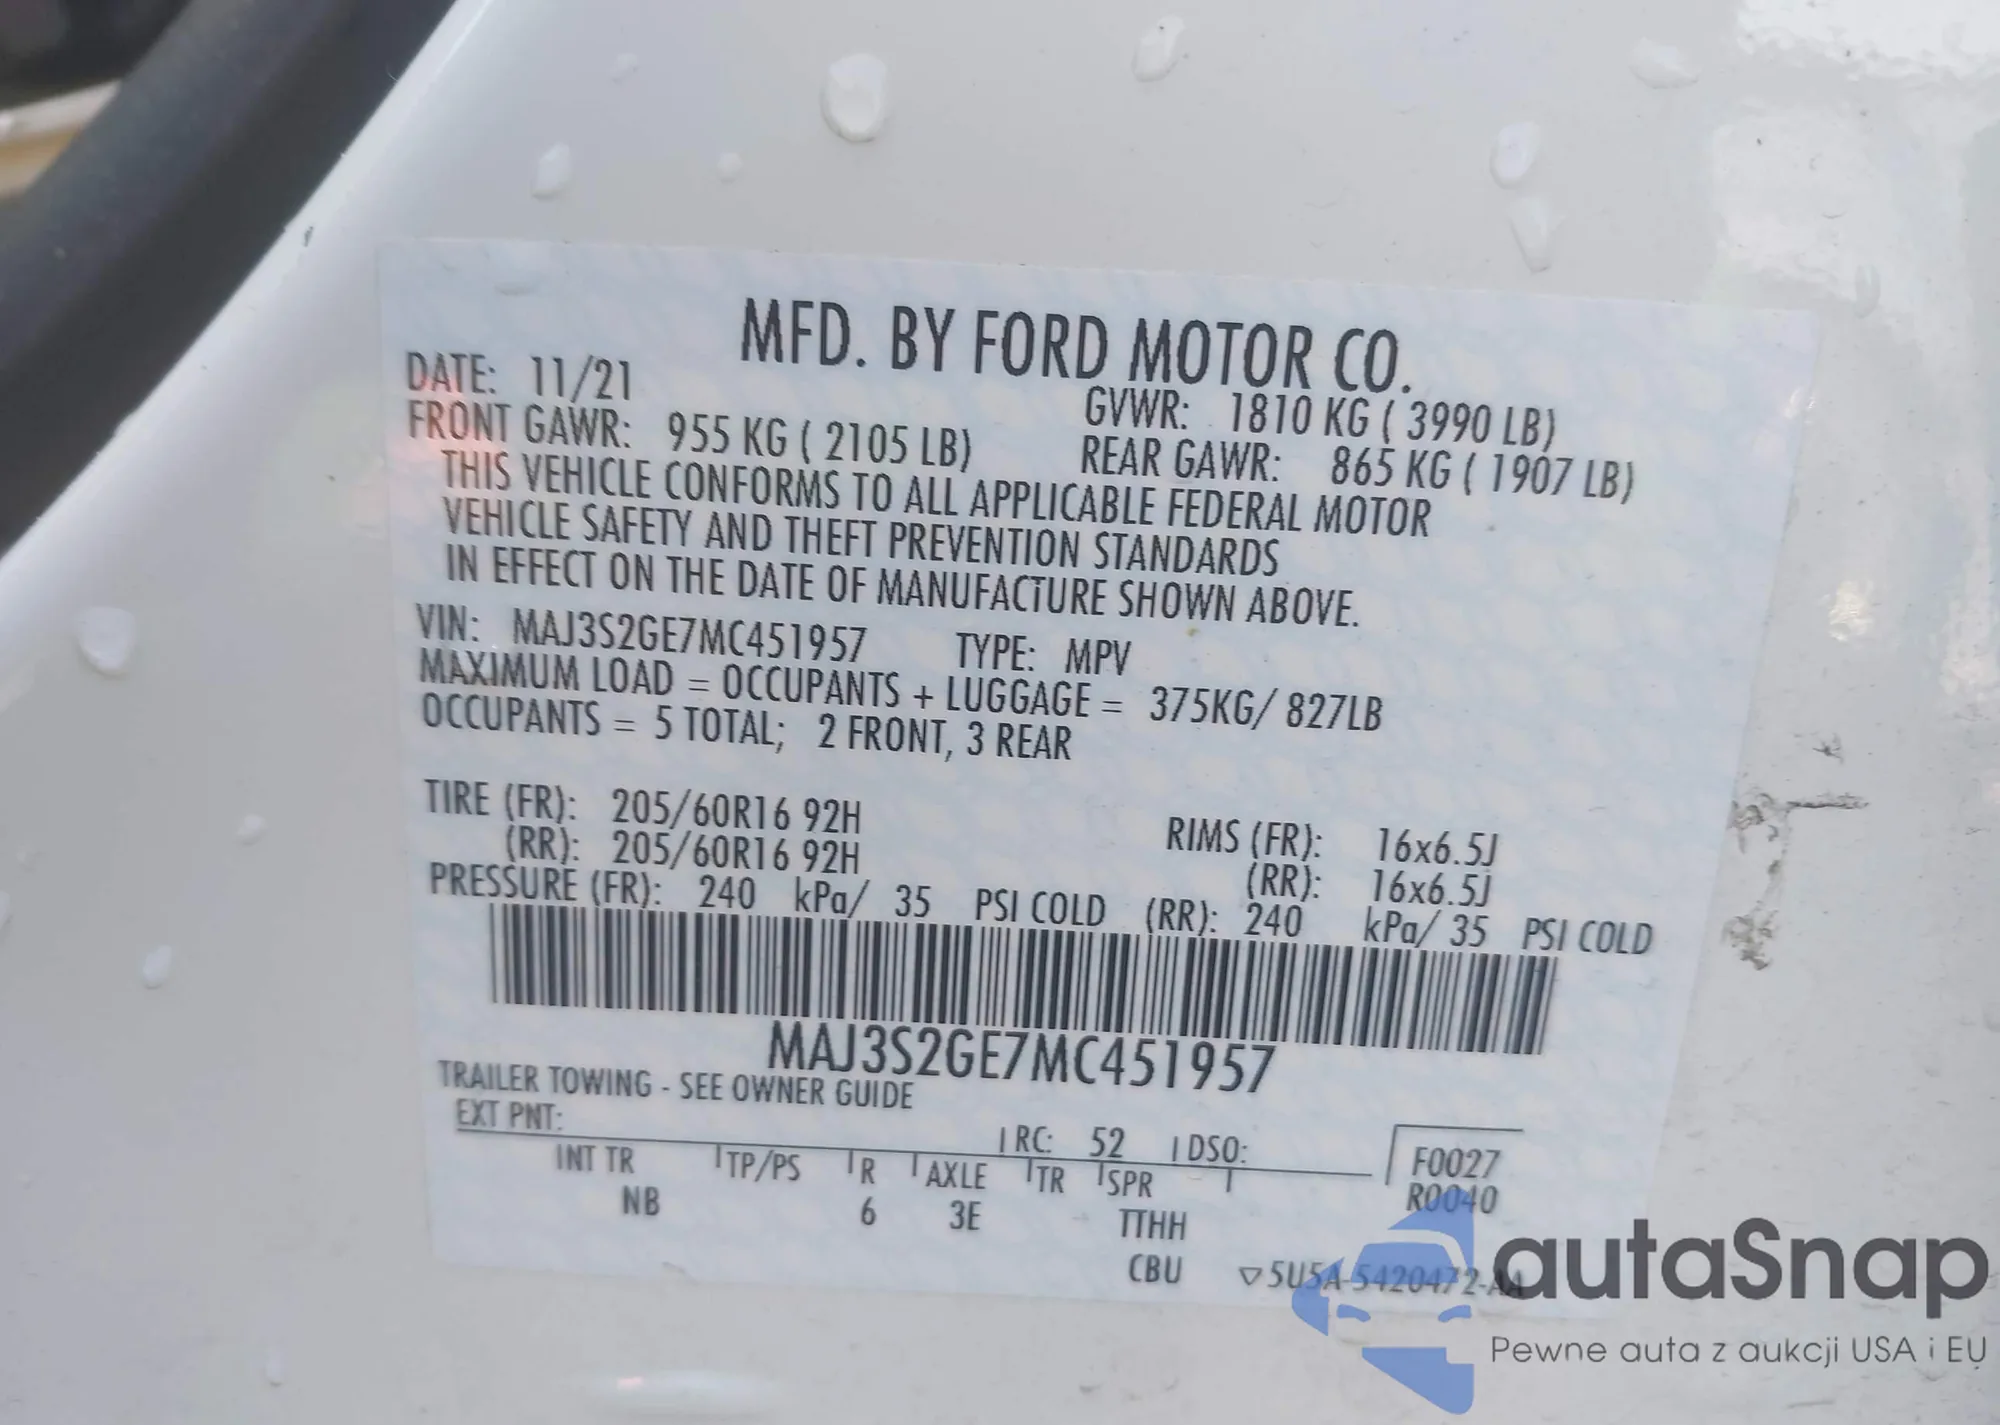 MFD. BY FORD MOTOR CO.
DATE: 11/21 GVWR: 1810 KG ( 3990 LB)
FRONT GAWR: 955 KG ( 2105 LB) REAR GAWR: 865 KG ( 1907 LB)
THIS VEHICLE CONFORMS TO ALL APPLICABLE FEDERAL MOTOR
VEHICLE SAFETY AND THEFT PREVENTION STANDARDS
IN EFFECT ON THE DATE OF MANUFACTURE SHOWN ABOVE.
VIN: MAJ3S2GE7MC451957 TYPE: MPV
MAXIMUM LOAD = OCCUPANTS + LUGGAGE = 375KG/ 827LB
OCCUPANTS = 5 TOTAL; 2 FRONT, 3 REAR
TIRE (FR): 205/60R16 92H RIMS (FR): 16x6.5J
(RR): 205/60R16 92H (RR): 16x6.5J
PRESSURE (FR): 240 kPa/ 35 PSI COLD (RR): 240 kPa/ 35 PSI COLD
MAJ3S2GE7MC451957
TRAILER TOWING - SEE OWNER GUIDE
EXT PNT: RC: 52 DSO: F0027
INT TR TP/PS R AXLE TR SPR R0040
NB 6 3E TTHH
CBU ▽5U5A-5420472-AA
autaSnap
Pewne auta z aukcji USA i EU